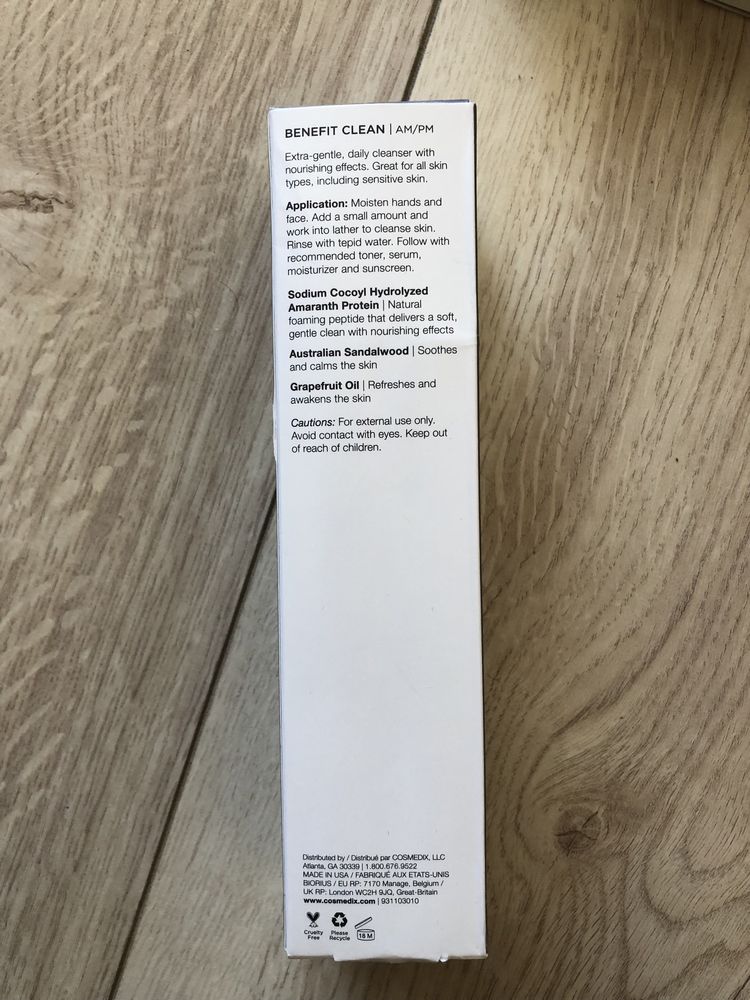 BENEFIT CLEAN | AM/PM
Extra-gentle, daily cleanser with
nourishing effects. Great for all skin
types, including sensitive skin.
Application: Moisten hands and
face. Add a small amount and
work into lather to cleanse skin.
Rinse with tepid water. Follow with
recommended toner, serum,
moisturizer and sunscreen.
Sodium Cocoyl Hydrolyzed
Amaranth Protein | Natural
foaming peptide that delivers a soft,
gentle clean with nourishing effects
Australian Sandalwood | Soothes
and calms the skin
Grapefruit Oil | Refreshes and
awakens the skin
Cautions: For external use only.
Avoid contact with eyes. Keep out
of reach of children.
Distributed by / Distribué par COSMEDIX, LLC
Atlanta, GA 30339 | 1.800.676.9522
MADE IN USA / FABRIQUÉ AUX ETATS-UNIS
BIORIUS / EU RP: 7170 Manage, Belgium /
UK RP: London WC2H 9JQ, Great-Britain
www.cosmedix.com | 931103010
Cruelty Free
Please Recycle
18 M